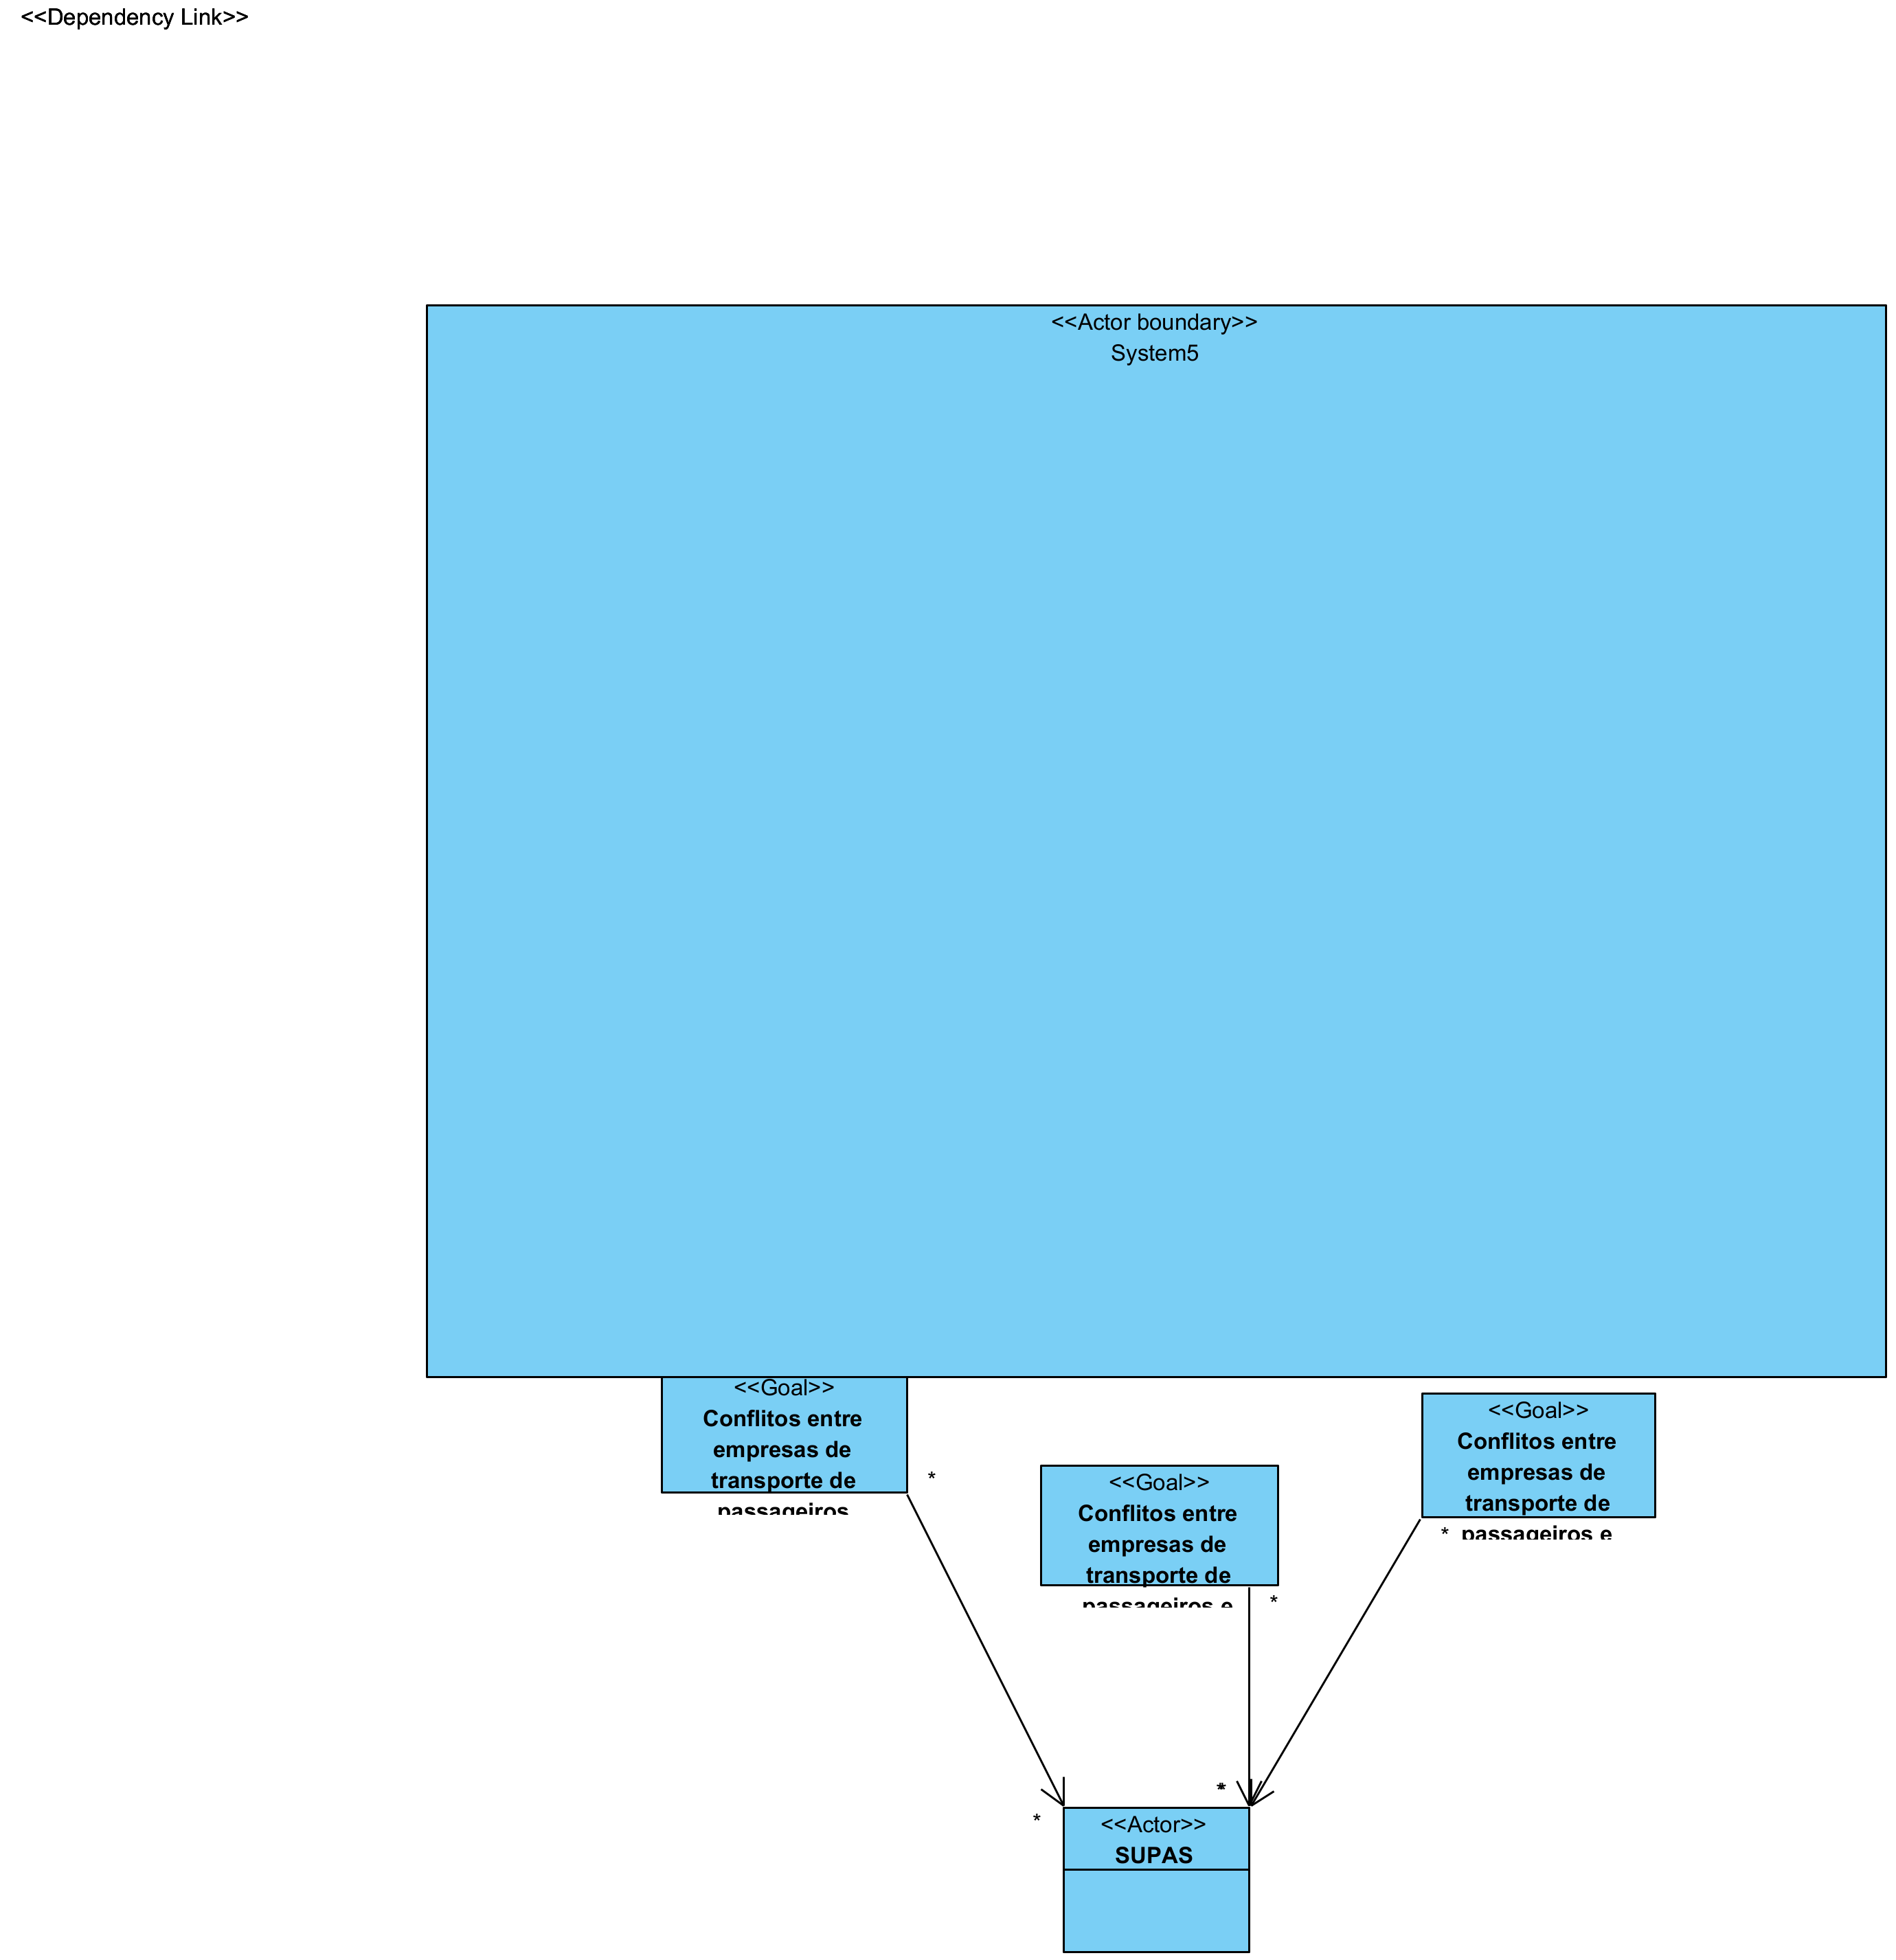 <<Dependency Link>>
<<Actor boundary>>
System5
<<Goal>>
Conflitos entre
empresas de
transporte de
passageiros
*
<<Goal>>
Conflitos entre
empresas de
transporte de
passageiros e
*
<<Goal>>
Conflitos entre
empresas de
transporte de
passageiros e
*
*
*
<<Actor>>
SUPAS